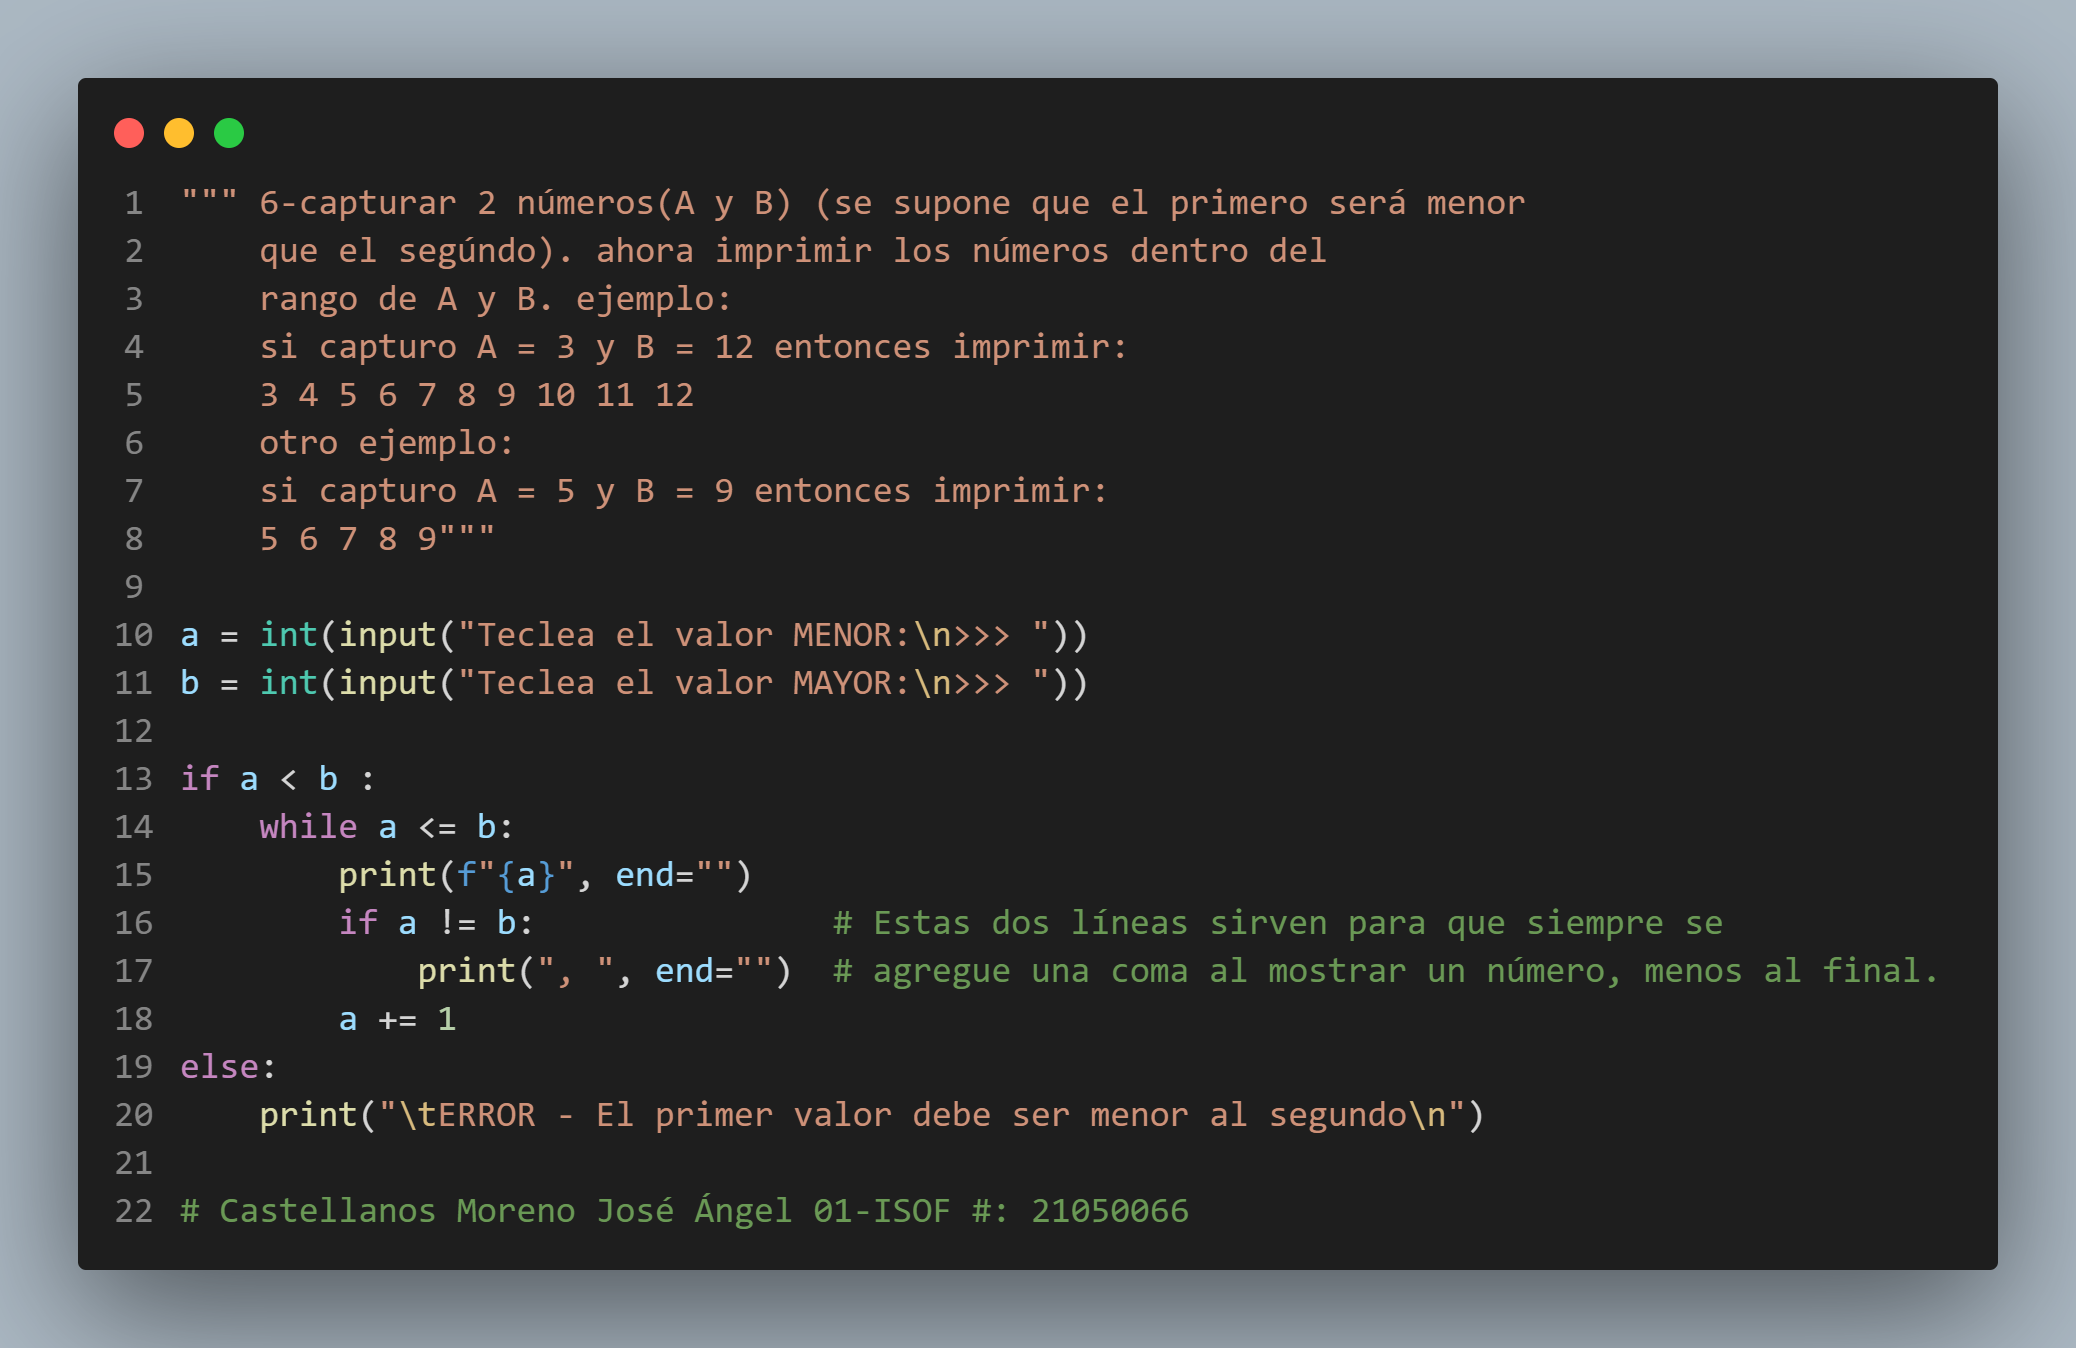 1 """ 6-capturar 2 números(A y B) (se supone que el primero será menor
2     que el segúndo). ahora imprimir los números dentro del
3     rango de A y B. ejemplo:
4     si capturo A = 3 y B = 12 entonces imprimir:
5     3 4 5 6 7 8 9 10 11 12
6     otro ejemplo:
7     si capturo A = 5 y B = 9 entonces imprimir:
8     5 6 7 8 9"""
9
10 a = int(input("Teclea el valor MENOR:\n>>> "))
11 b = int(input("Teclea el valor MAYOR:\n>>> "))
12
13 if a < b :
14     while a <= b:
15         print(f"{a}", end="")
16         if a != b:               # Estas dos líneas sirven para que siempre se
17             print(", ", end="")  # agregue una coma al mostrar un número, menos al final.
18         a += 1
19 else:
20     print("\tERROR - El primer valor debe ser menor al segundo\n")
21
22 # Castellanos Moreno José Ángel 01-ISOF #: 21050066